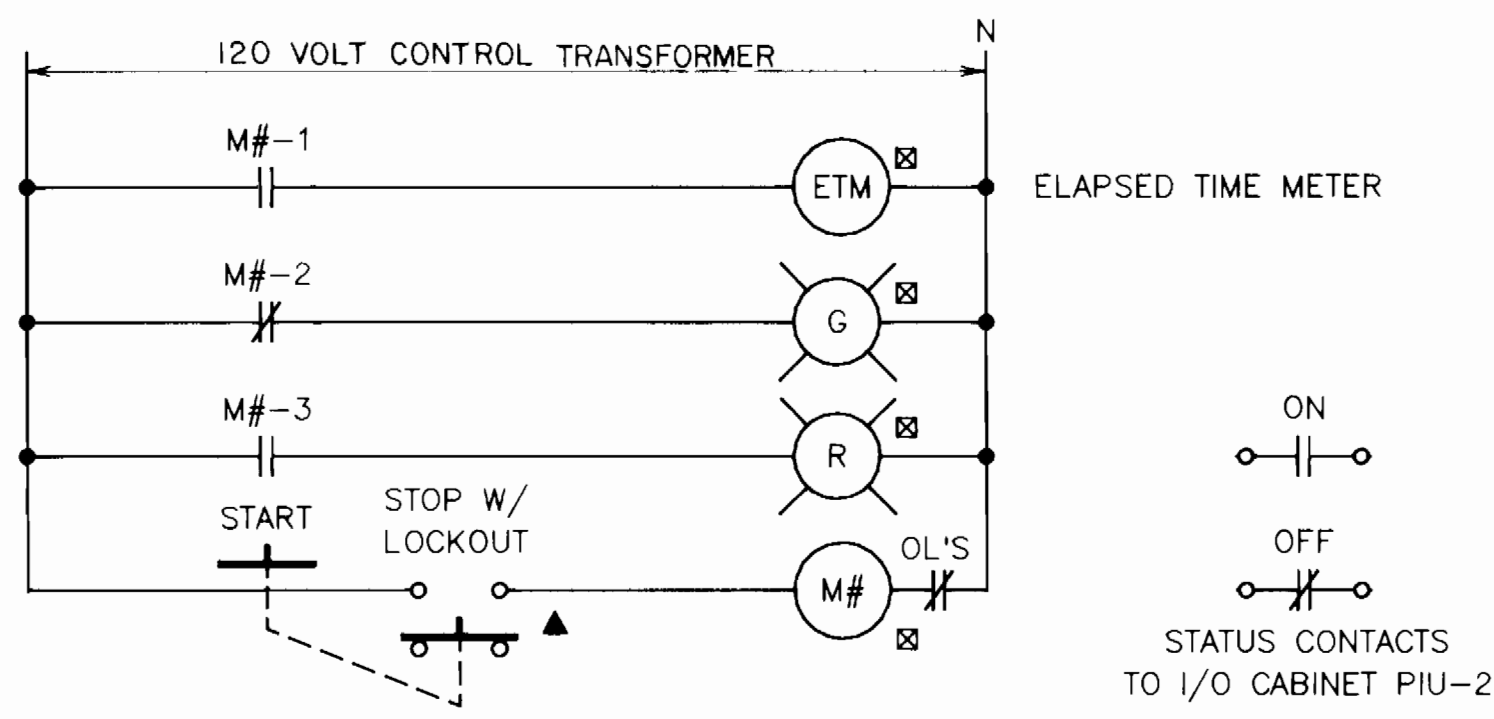 N
120 VOLT CONTROL TRANSFORMER
M#-1
ETM
ELAPSED TIME METER
M#-2
G
M#-3
R
ON
START
STOP W/
LOCKOUT
M#
OL'S
OFF
STATUS CONTACTS
TO I/O CABINET PIU-2